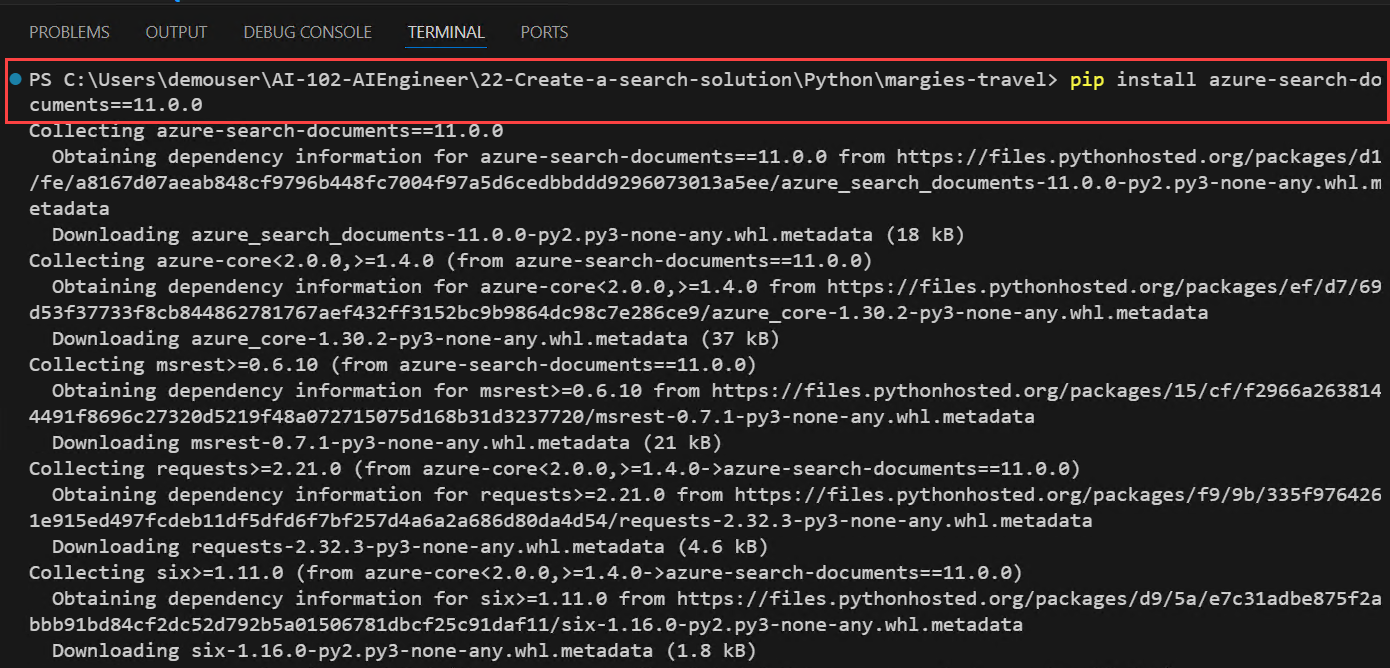 PROBLEMS OUTPUT DEBUG CONSOLE TERMINAL PORTS
PS C:\Users\demouser\AI-102-AIEngineer\22-Create-a-search-solution\Python\margies-travel> pip install azure-search-do
cuments==11.0.0
Collecting azure-search-documents==11.0.0
  Obtaining dependency information for azure-search-documents==11.0.0 from https://files.pythonhosted.org/packages/d1
/fe/a8167d07aeab848cf9796b448fc7004f97a5d6cedbbddd9296073013a5ee/azure_search_documents-11.0.0-py2.py3-none-any.whl.m
etadata
  Downloading azure_search_documents-11.0.0-py2.py3-none-any.whl.metadata (18 kB)
Collecting azure-core<2.0.0,>=1.4.0 (from azure-search-documents==11.0.0)
  Obtaining dependency information for azure-core<2.0.0,>=1.4.0 from https://files.pythonhosted.org/packages/ef/d7/69
d53f37733f8cb844862781767aef432ff3152bc9b9864dc98c7e286ce9/azure_core-1.30.2-py3-none-any.whl.metadata
  Downloading azure_core-1.30.2-py3-none-any.whl.metadata (37 kB)
Collecting msrest>=0.6.10 (from azure-search-documents==11.0.0)
  Obtaining dependency information for msrest>=0.6.10 from https://files.pythonhosted.org/packages/15/cf/f2966a263814
4491f8696c27320d5219f48a072715075d168b31d3237720/msrest-0.7.1-py3-none-any.whl.metadata
  Downloading msrest-0.7.1-py3-none-any.whl.metadata (21 kB)
Collecting requests>=2.21.0 (from azure-core<2.0.0,>=1.4.0->azure-search-documents==11.0.0)
  Obtaining dependency information for requests>=2.21.0 from https://files.pythonhosted.org/packages/f9/9b/335f976426
1e915ed497fcdeb11df5dfd6f7bf257d4a6a2a686d80da4d54/requests-2.32.3-py3-none-any.whl.metadata
  Downloading requests-2.32.3-py3-none-any.whl.metadata (4.6 kB)
Collecting six>=1.11.0 (from azure-core<2.0.0,>=1.4.0->azure-search-documents==11.0.0)
  Obtaining dependency information for six>=1.11.0 from https://files.pythonhosted.org/packages/d9/5a/e7c31adbe875f2a
bbb91bd84cf2dc52d792b5a01506781dbcf25c91daf11/six-1.16.0-py2.py3-none-any.whl.metadata
  Downloading six-1.16.0-py2.py3-none-any.whl.metadata (1.8 kB)